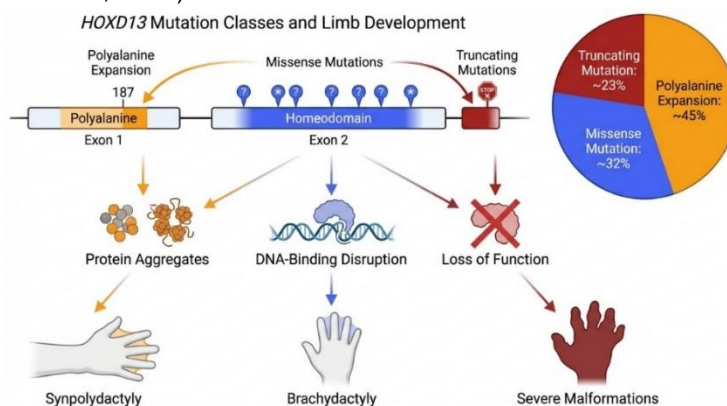 HOXD13 Mutation Classes and Limb Development
Polyalanine
Expansion
187
Missense Mutations
Truncating
Mutations
? * ? ? ? ? *
STOP
Polyalanine
Homeodomain
Exon 1
Exon 2
Truncating
Mutation:
~23%
Polyalanine
Expansion:
~45%
Missense
Mutation:
~32%
Protein Aggregates
DNA-Binding Disruption
Loss of Function
Synpolydactyly
Brachydactyly
Severe Malformations